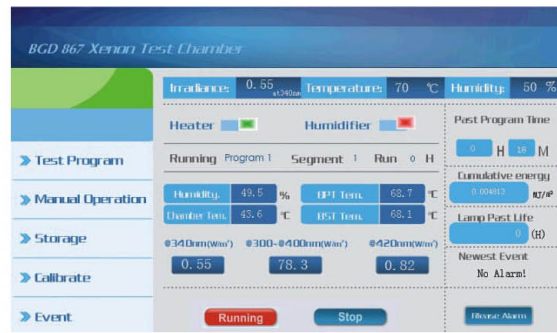 BGD 867 Xenon Test Chamber
Irradiance: 0.55 w@340nm Temperature: 70 ℃ Humidity: 50 %
Heater Humidifier
Running Program 1 Segment 1 Run 0 H
Humidity. 49.5 % BPT Tem. 68.7 ℃
Chamber Tem. 43.6 ℃ BST Tem. 68.1 ℃
@340nm(W/m²) @300-@400nm(W/m²) @420nm(W/m)
0.55 78.3 0.82
Running Stop
Test Program
Manual Operation
Storage
Calibrate
Event
Past Program Time
0 H 18 M
Cumulative energy
0.004813 MJ/m²
Lamp Past Life
0 (H)
Newest Event
No Alarm!
Please Alarm